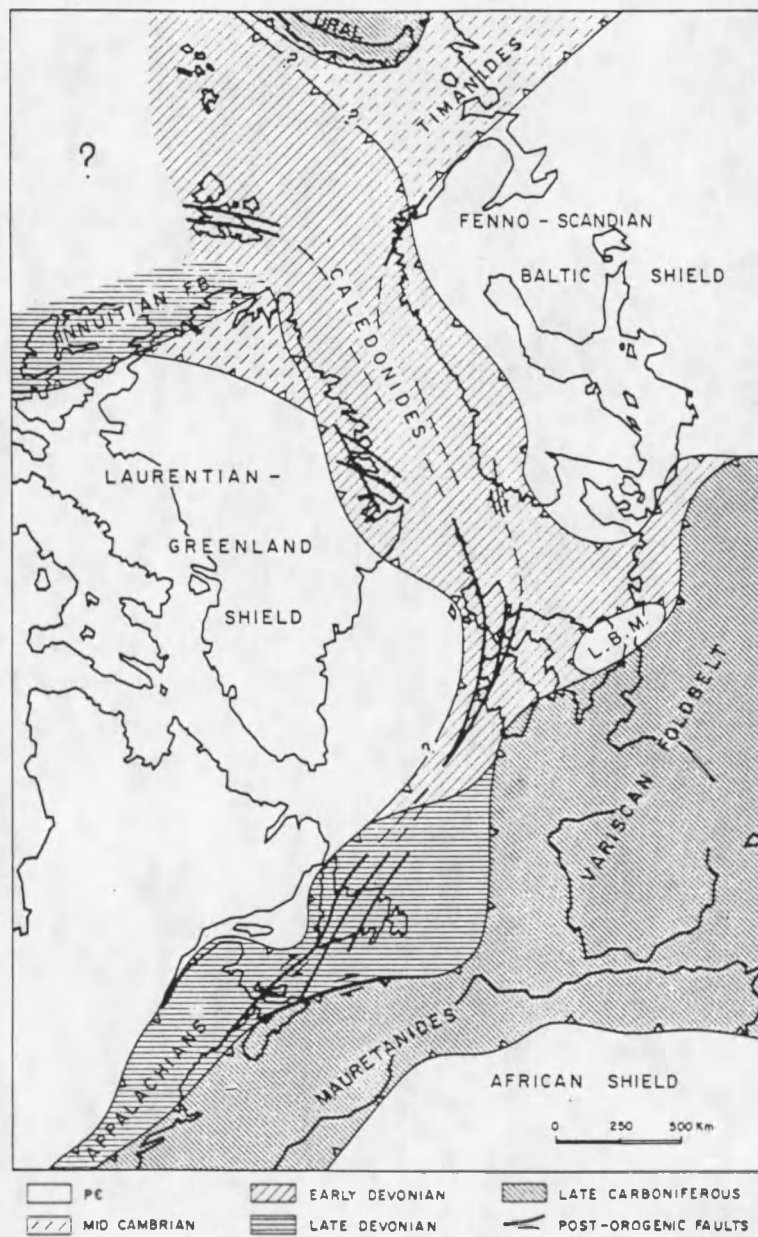 URAL
?
TIMANIDES
?
?
FENNO - SCANDIAN
BALTIC SHIELD
CALEDONIDES
INNUITIAN F.B.
LAURENTIAN -
GREENLAND
SHIELD
L.B.M.
?
VARISCAN FOLDBELT
APPALACHIANS
MAURETANIDES
AFRICAN SHIELD
0 250 500 Km
PC EARLY DEVONIAN LATE CARBONIFEROUS
MID CAMBRIAN LATE DEVONIAN POST-OROGENIC FAULTS